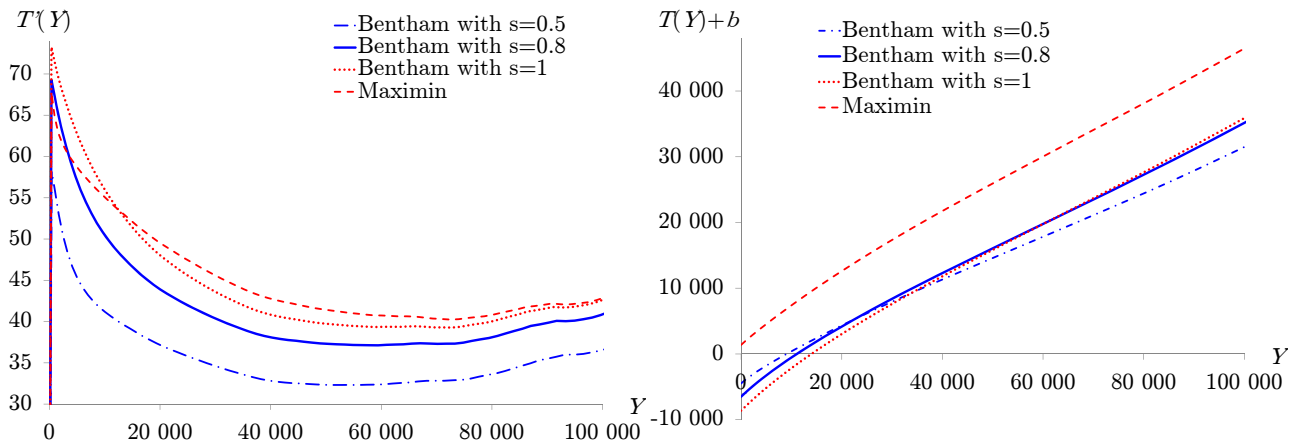 T'(Y)
Bentham with s=0.5
Bentham with s=0.8
Bentham with s=1
Maximin
70
65
60
55
50
45
40
35
30
0 20 000 40 000 60 000 80 000 100 000
Y
T(Y)+b
Bentham with s=0.5
Bentham with s=0.8
Bentham with s=1
Maximin
40 000
30 000
20 000
10 000
0
-10 000
0 20 000 40 000 60 000 80 000 100 000
Y